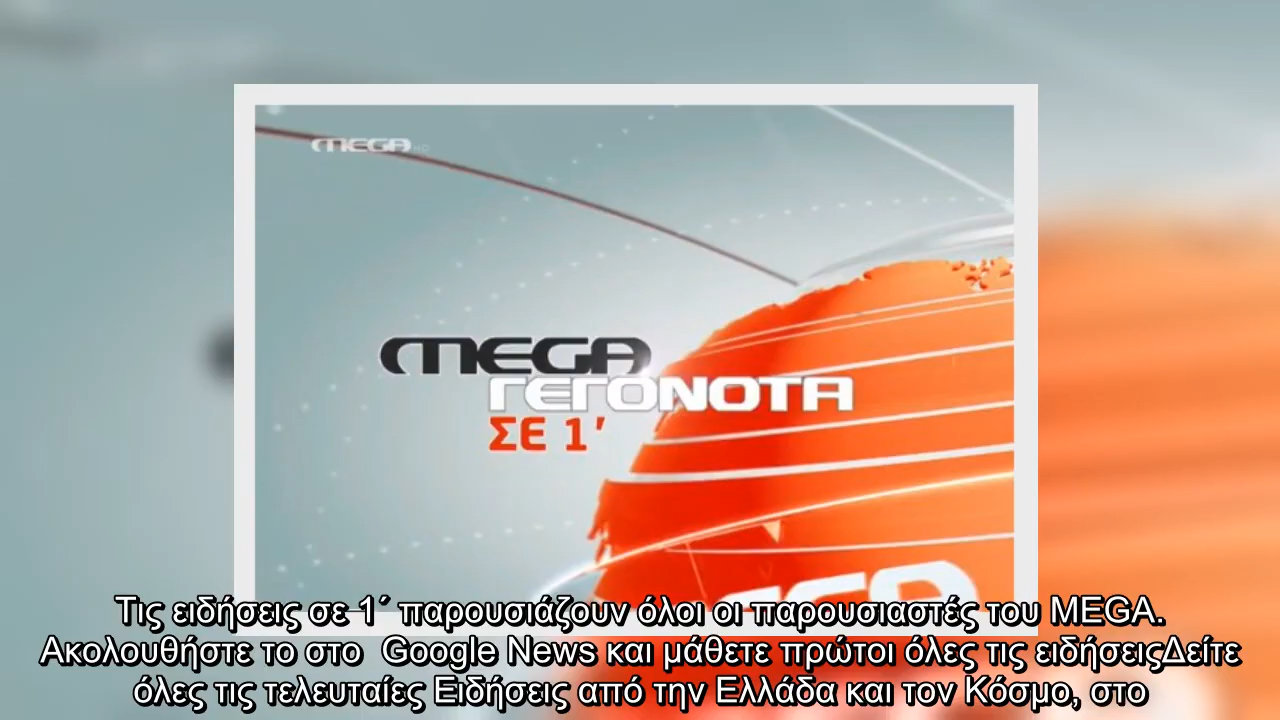 MEGA HD
MEGA
ΓΕΓΟΝΟΤΑ
ΣΕ 1'
Τις ειδήσεις σε 1΄ παρουσιάζουν όλοι οι παρουσιαστές του MEGA.
Ακολουθήστε το στο  Google News και μάθετε πρώτοι όλες τις ειδήσειςΔείτε
όλες τις τελευταίες Ειδήσεις από την Ελλάδα και τον Κόσμο, στο